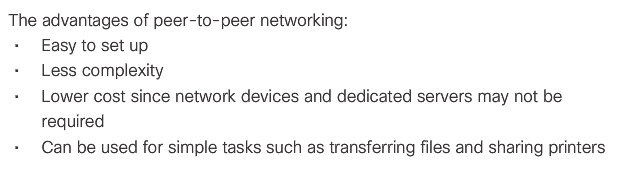 The advantages of peer-to-peer networking:
· Easy to set up
· Less complexity
· Lower cost since network devices and dedicated servers may not be
required
· Can be used for simple tasks such as transferring files and sharing printers